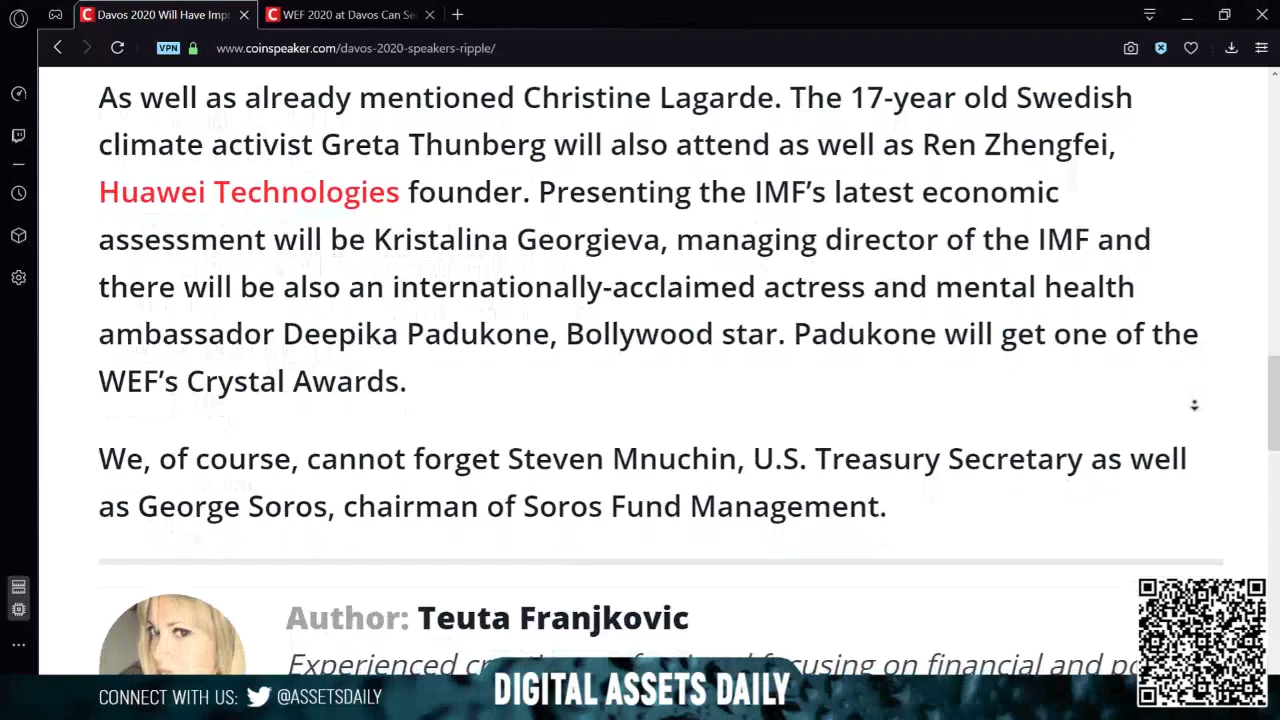 Davos 2020 Will Have Imp
WEF 2020 at Davos Can Se
VPN
www.coinspeaker.com/davos-2020-speakers-ripple/
As well as already mentioned Christine Lagarde. The 17-year old Swedish
climate activist Greta Thunberg will also attend as well as Ren Zhengfei,
Huawei Technologies founder. Presenting the IMF’s latest economic
assessment will be Kristalina Georgieva, managing director of the IMF and
there will be also an internationally-acclaimed actress and mental health
ambassador Deepika Padukone, Bollywood star. Padukone will get one of the
WEF’s Crystal Awards.
We, of course, cannot forget Steven Mnuchin, U.S. Treasury Secretary as well
as George Soros, chairman of Soros Fund Management.
Author: Teuta Franjkovic
Experienced focusing on financial and
CONNECT WITH US: @ASSETSDAILY
DIGITAL ASSETS DAILY